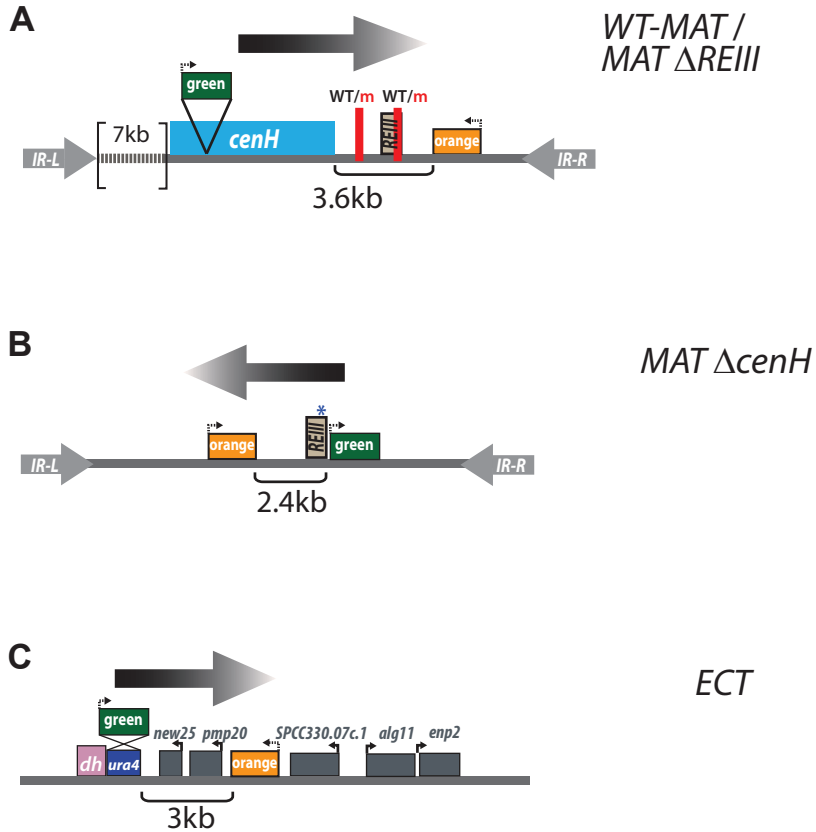 A
WT-MAT /
MAT ΔREIII
green
WT/m WT/m
7kb
cenH
REIII
orange
IR-L
IR-R
3.6kb
B
MAT ΔcenH
*
orange
REIII
green
IR-L
IR-R
2.4kb
C
ECT
green
new25 pmp20 SPCC330.07c.1 alg11 enp2
dh ura4 orange
3kb